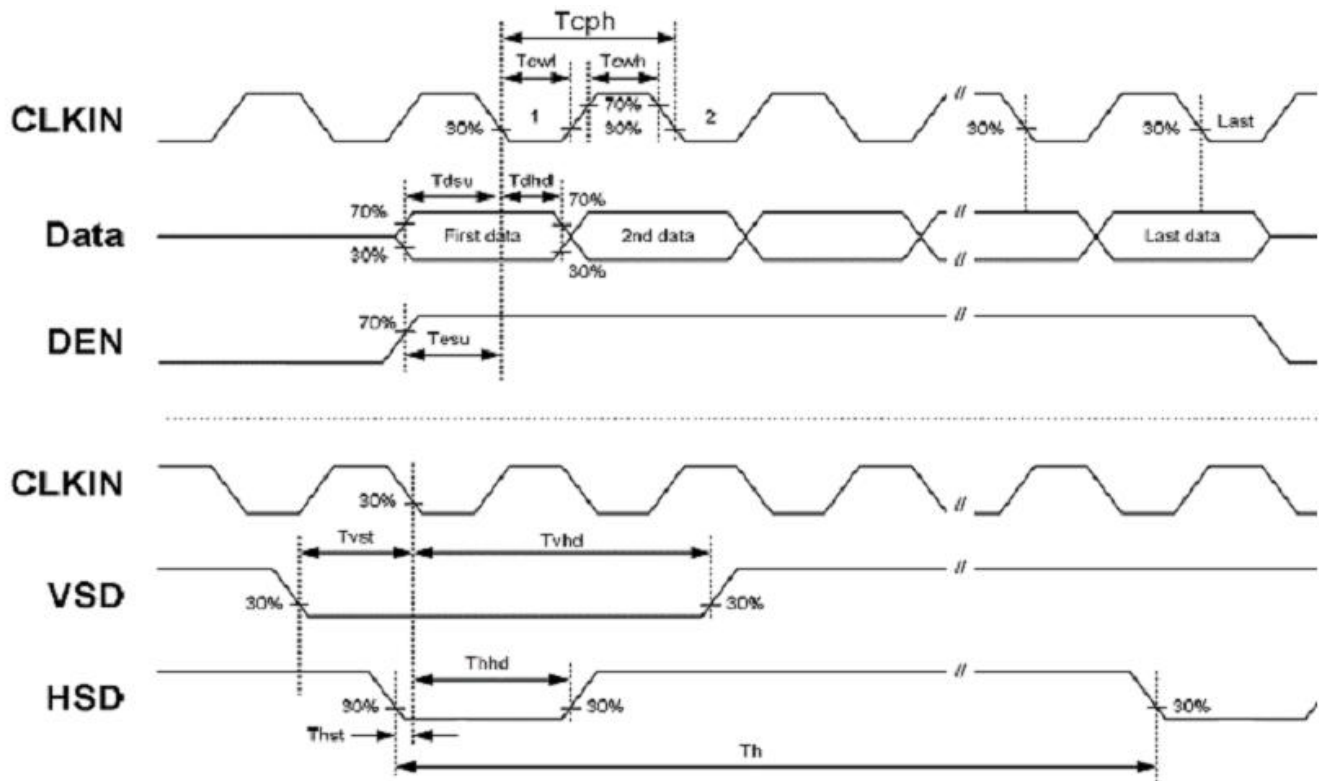 Tcph
Tcwl Tcwh
CLKIN 30% 1 70% 30% 2 30% 30% Last
Tdsu Tdhd
70% 70%
Data First data 2nd data Last data
30% 30%
70%
DEN Tesu
CLKIN 30%
Tvst Tvhd
VSD 30% 30%
Thhd
HSD 30% 30% 30%
Thst
Th